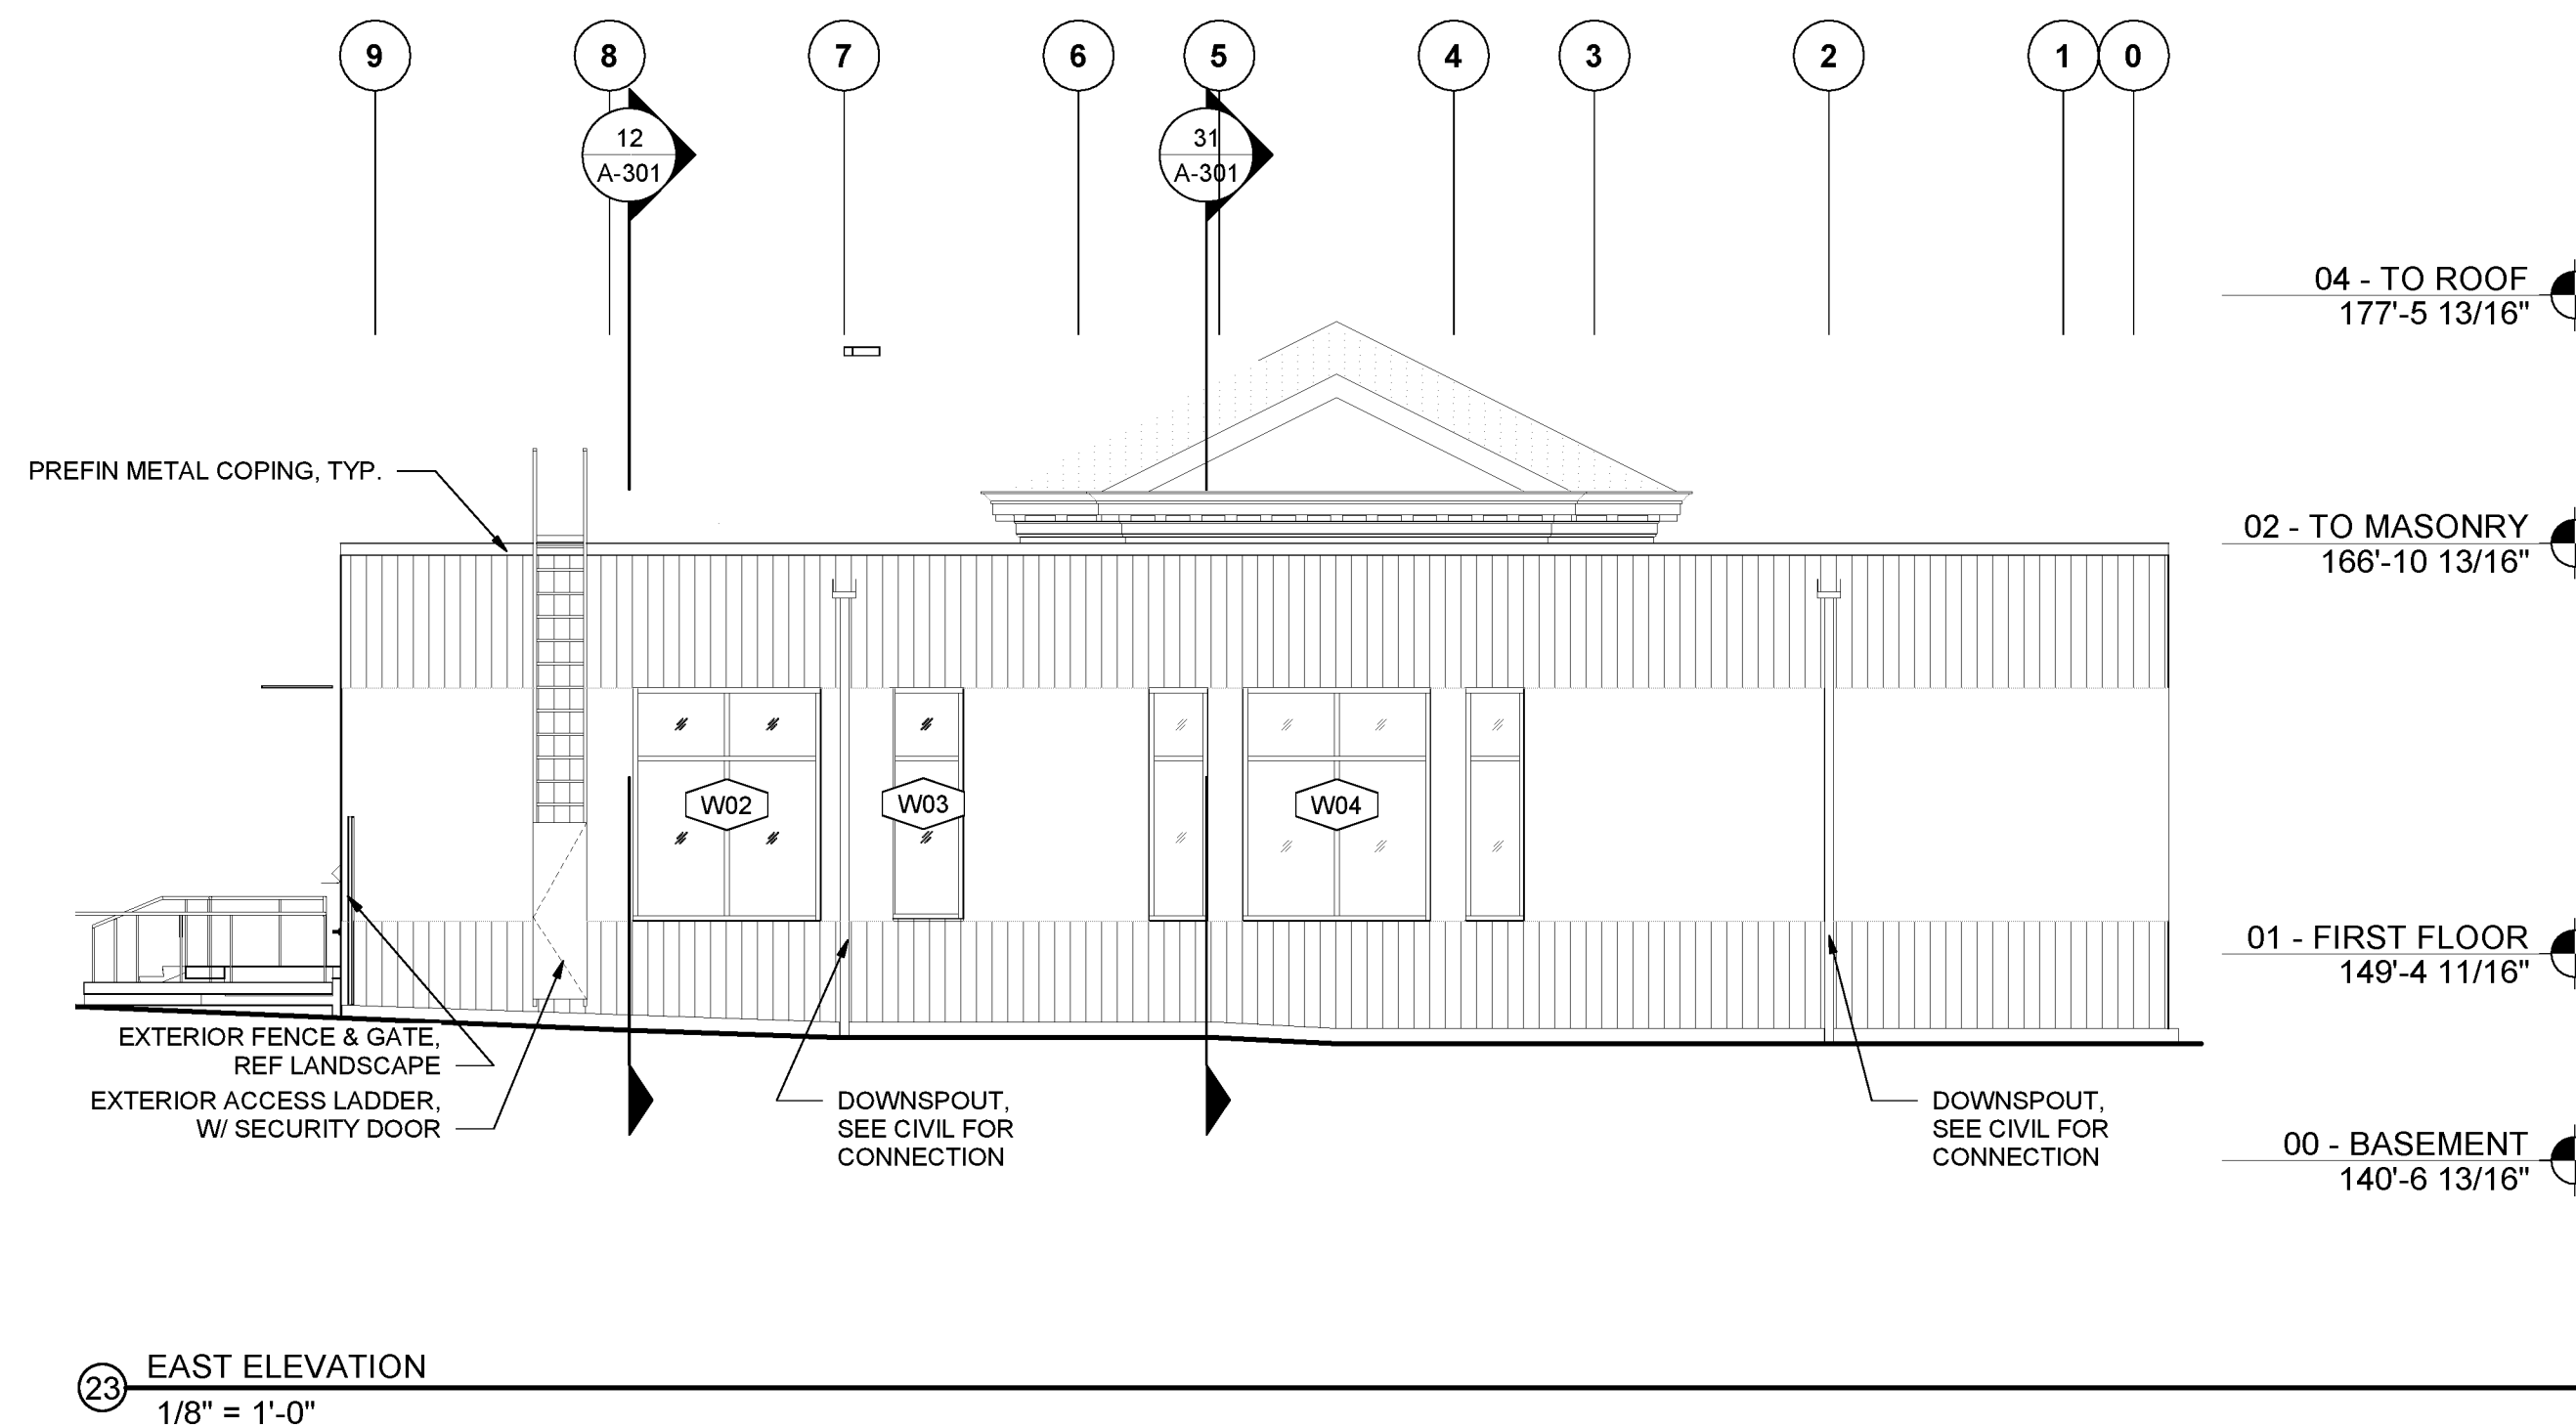 9 8 7 6 5 4 3 2 1 0
12
A-301
31
A-301
04 - TO ROOF
177'-5 13/16"
PREFIN METAL COPING, TYP.
02 - TO MASONRY
166'-10 13/16"
W02
W03
W04
01 - FIRST FLOOR
149'-4 11/16"
EXTERIOR FENCE & GATE,
REF LANDSCAPE
EXTERIOR ACCESS LADDER,
W/ SECURITY DOOR
DOWNSPOUT,
SEE CIVIL FOR
CONNECTION
DOWNSPOUT,
SEE CIVIL FOR
CONNECTION
00 - BASEMENT
140'-6 13/16"
23
EAST ELEVATION
1/8" = 1'-0"